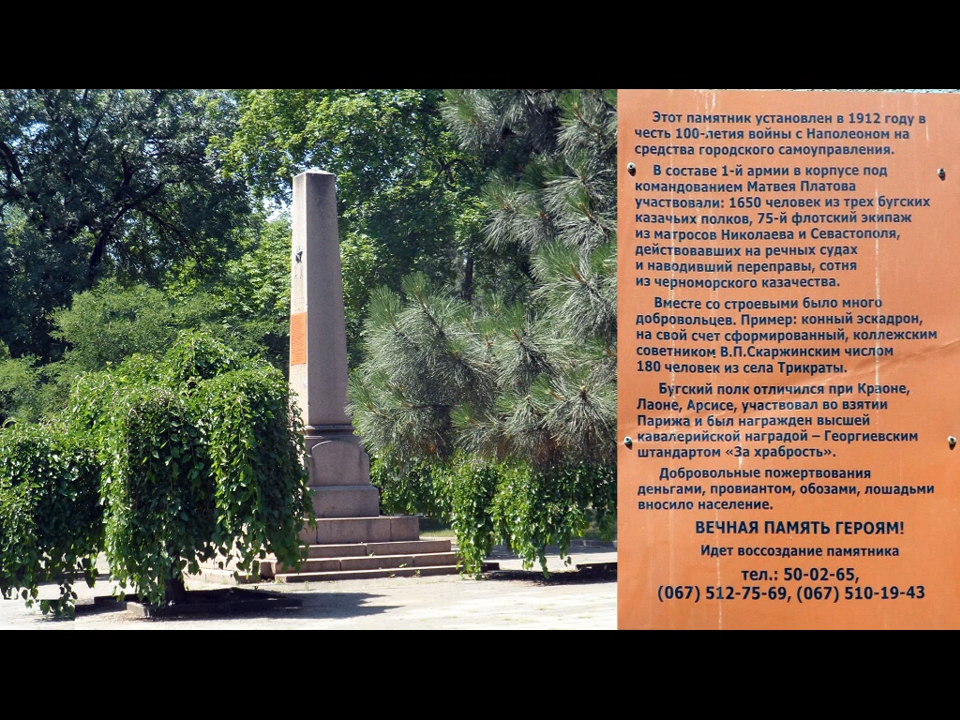 Этот памятник установлен в 1912 году в
честь 100-летия войны с Наполеоном на
средства городского самоуправления.
В составе 1-й армии в корпусе под
командованием Матвея Платова
участвовали: 1650 человек из трех бугских
казачьих полков, 75-й флотский экипаж
из матросов Николаева и Севастополя,
действовавших на речных судах
и наводивший переправы, сотня
из черноморского казачества.
Вместе со строевыми было много
добровольцев. Пример: конный эскадрон,
на свой счет сформированный, коллежским
советником В.П.Скаржинским числом
180 человек из села Трикраты.
Бугский полк отличился при Краоне,
Лаоне, Арсисе, участвовал во взятии
Парижа и был награжден высшей
кавалерийской наградой – Георгиевским
штандартом «За храбрость».
Добровольные пожертвования
деньгами, провиантом, обозами, лошадьми
вносило население.
ВЕЧНАЯ ПАМЯТЬ ГЕРОЯМ!
Идет воссоздание памятника
тел.: 50-02-65,
(067) 512-75-69, (067) 510-19-43